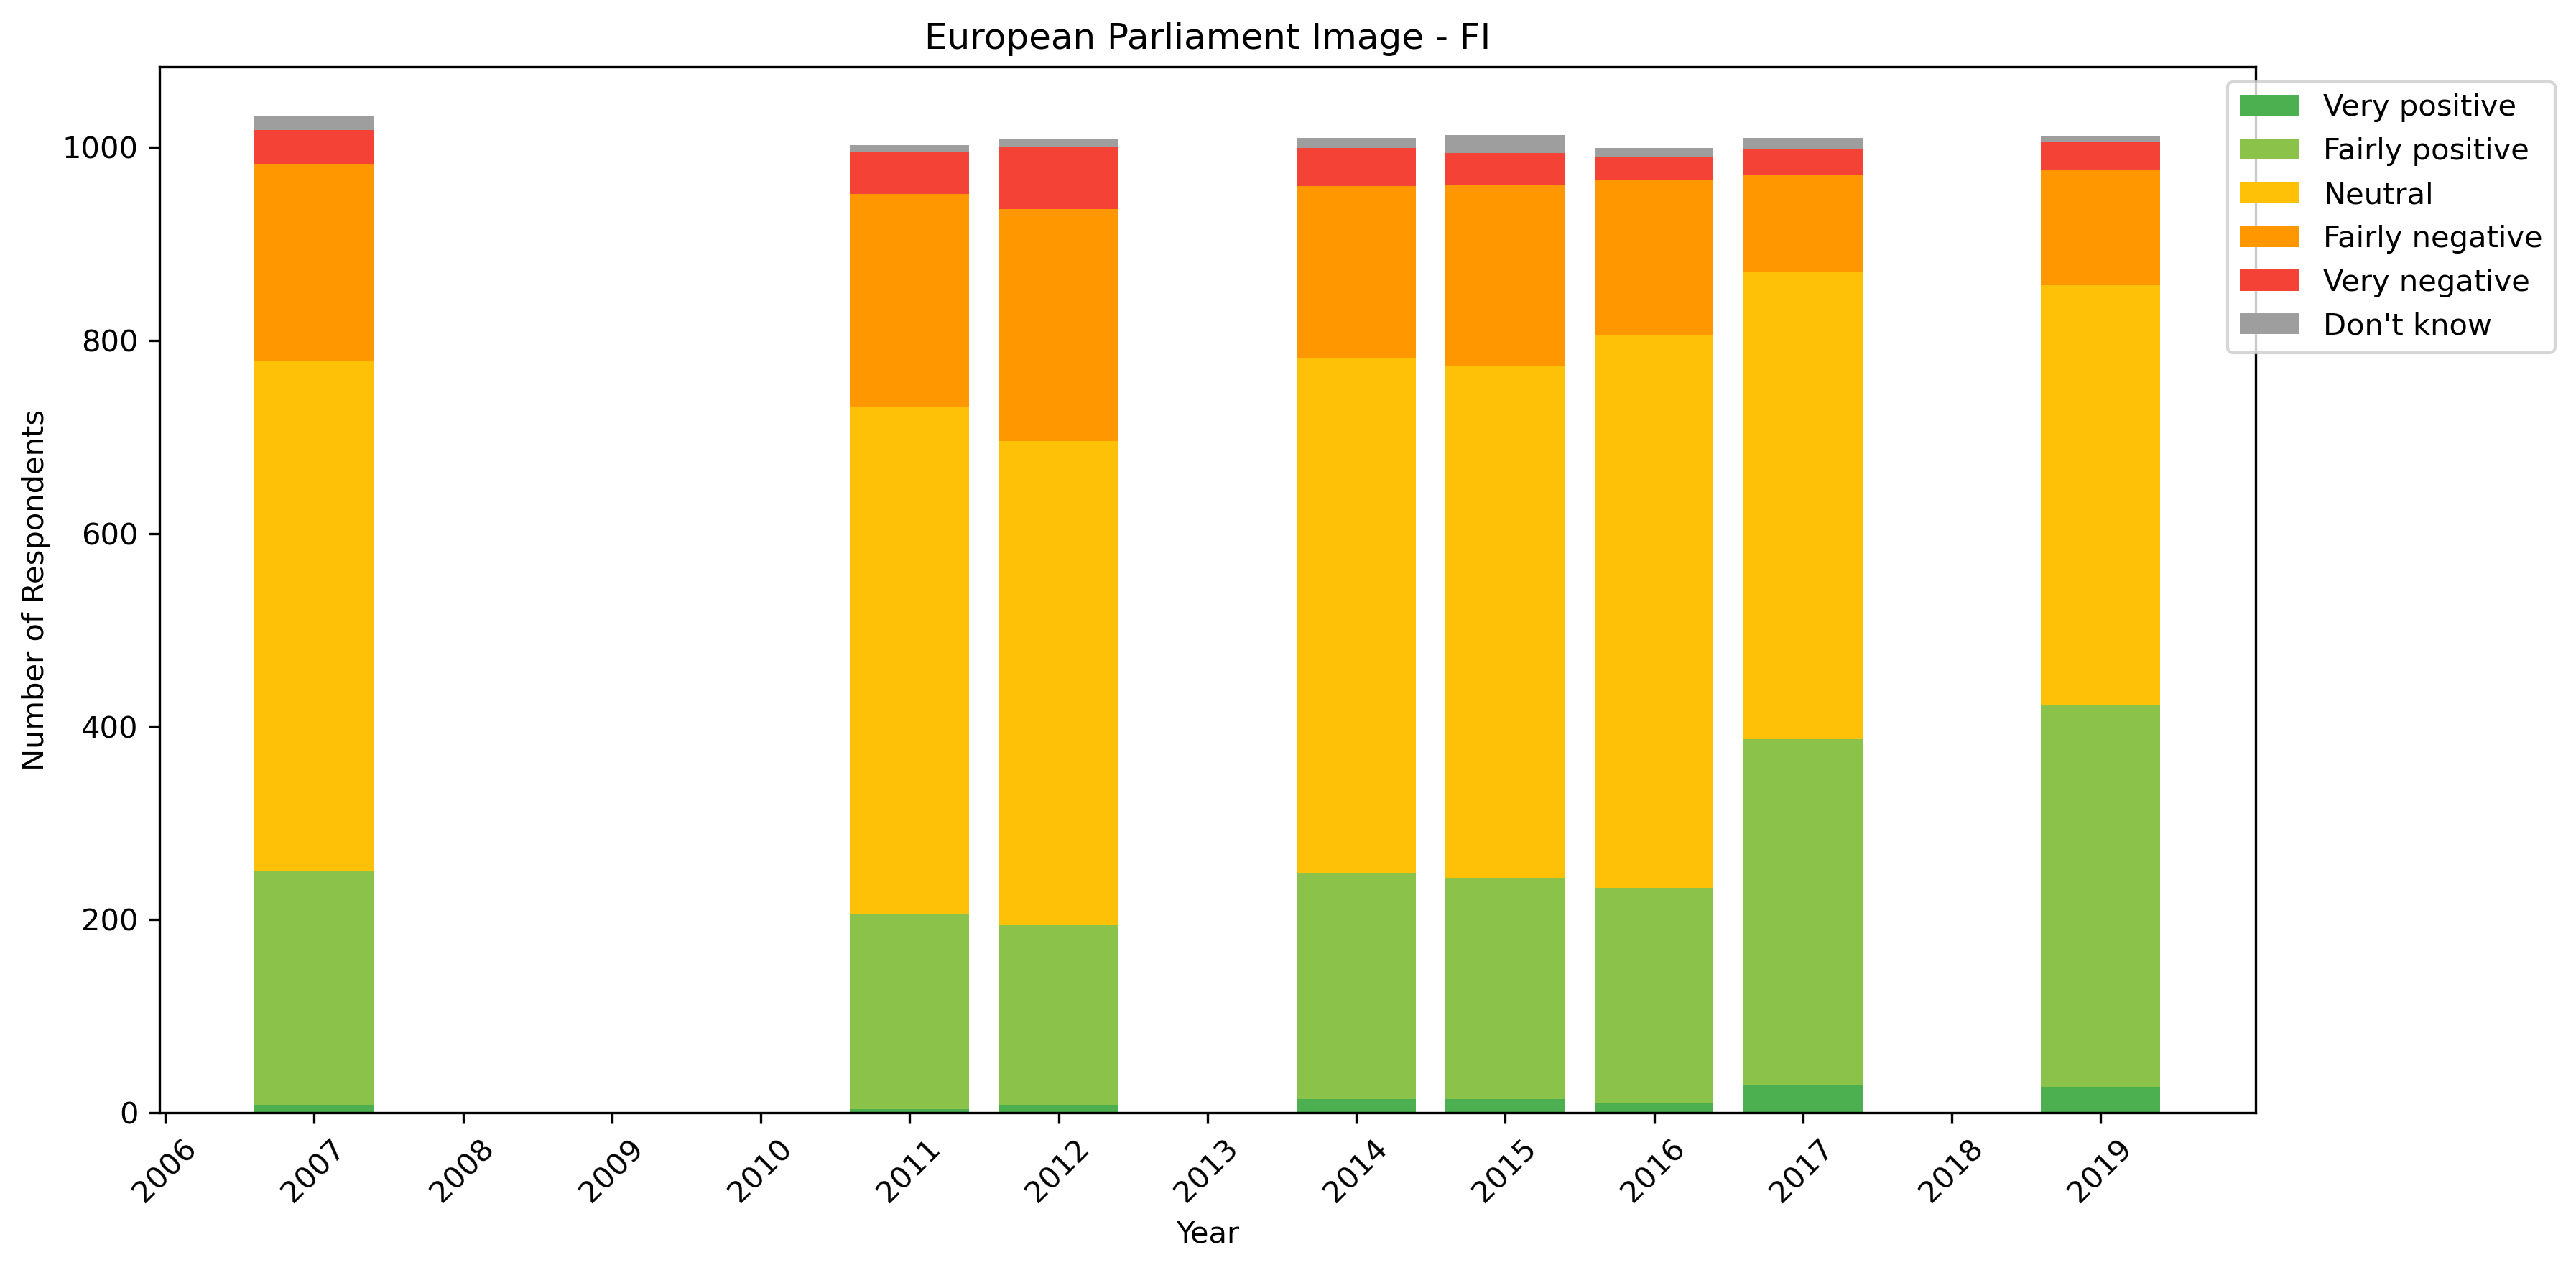 European Parliament Image - FI
Number of Respondents
1000
800
600
400
200
0
2006
2007
2008
2009
2010
2011
2012
2013
2014
2015
2016
2017
2018
2019
Year
Very positive
Fairly positive
Neutral
Fairly negative
Very negative
Don't know